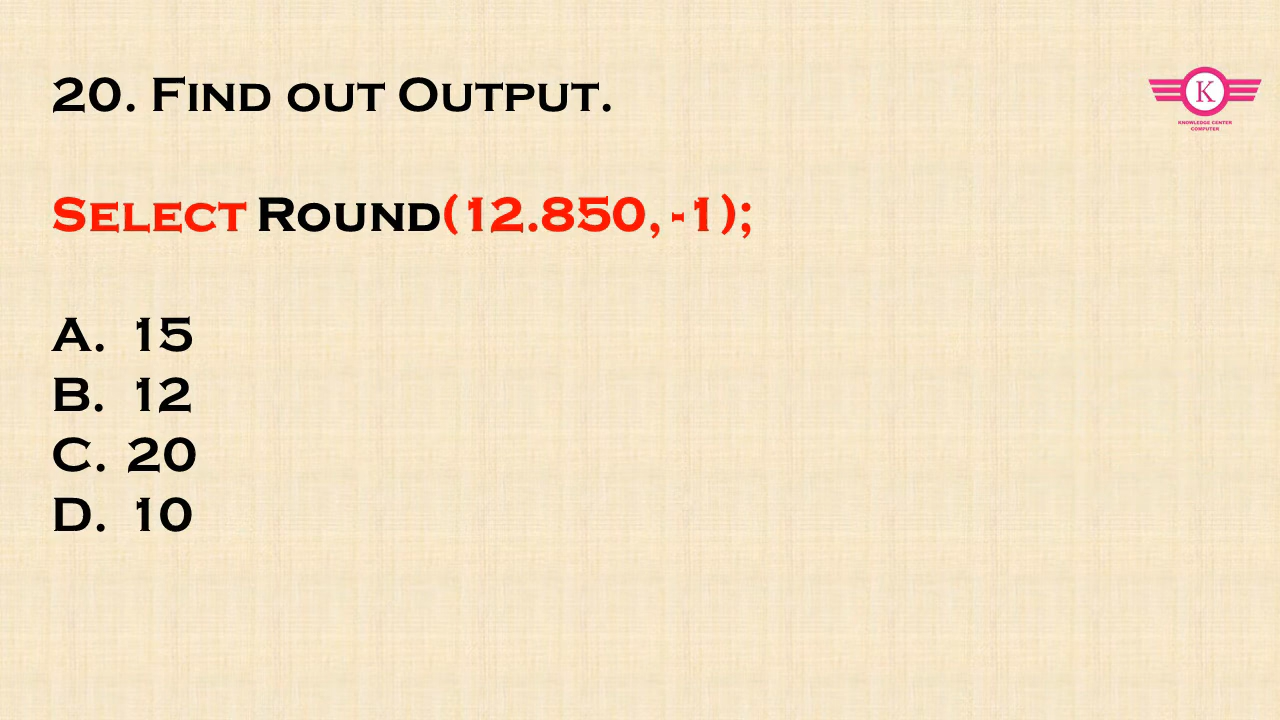 20. Find out Output.
K
KNOWLEDGE CENTER
COMPUTER
Select Round(12.850, -1);
A. 15
B. 12
C. 20
D. 10